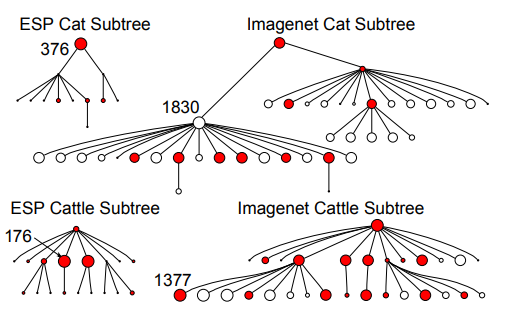 ESP Cat Subtree
Imagenet Cat Subtree
376
1830
ESP Cattle Subtree
Imagenet Cattle Subtree
176
1377